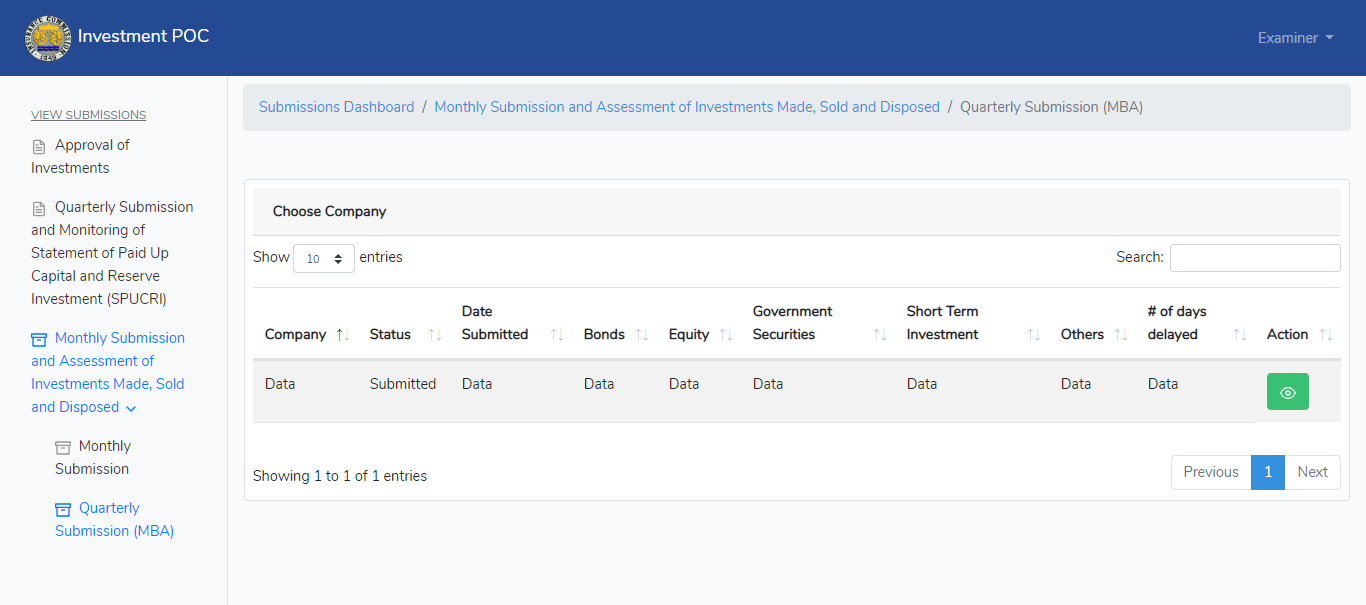 INSURANCE COMMISSION
1949
Investment POC
Examiner
VIEW SUBMISSIONS
Approval of
Investments
Quarterly Submission
and Monitoring of
Statement of Paid Up
Capital and Reserve
Investment (SPUCRI)
Monthly Submission
and Assessment of
Investments Made, Sold
and Disposed
Monthly
Submission
Quarterly
Submission (MBA)
Submissions Dashboard / Monthly Submission and Assessment of Investments Made, Sold and Disposed / Quarterly Submission (MBA)
Choose Company
Show 10 entries
Search:
Company Status Date Submitted Bonds Equity Government Securities Short Term Investment Others # of days delayed Action
Data Submitted Data Data Data Data Data Data Data
Showing 1 to 1 of 1 entries
Previous 1 Next